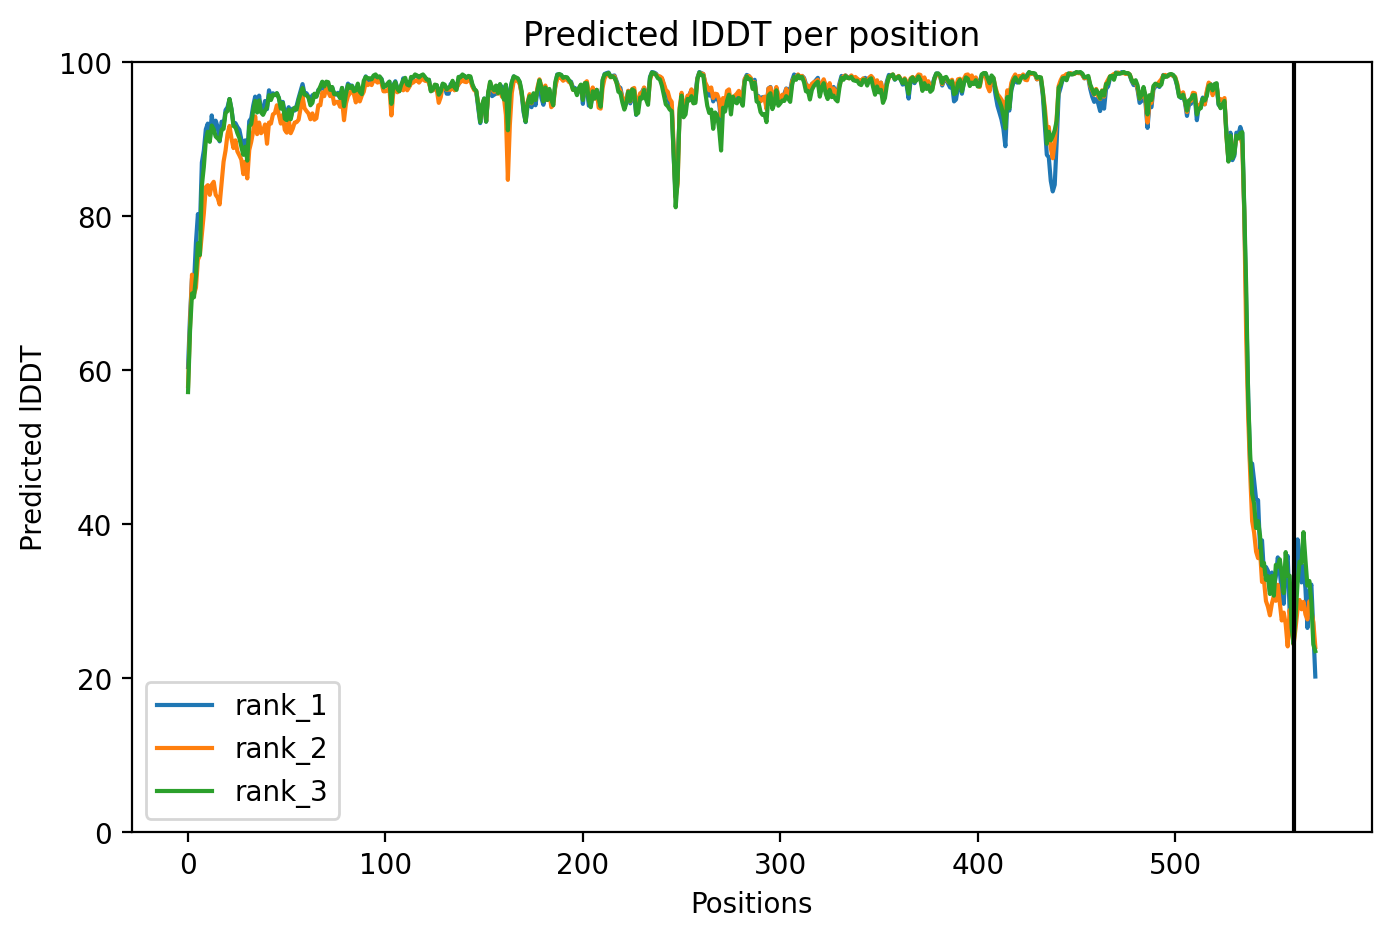 Predicted lDDT per position
100
80
60
40
20
0
Predicted lDDT
rank_1
rank_2
rank_3
0 100 200 300 400 500
Positions